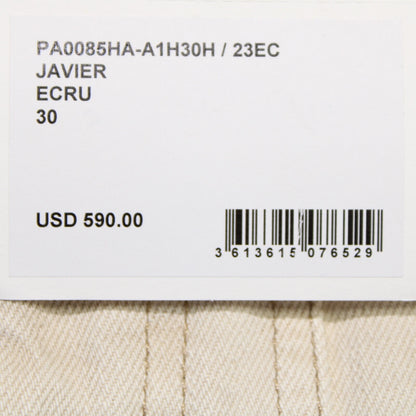 PA0085HA-A1H30H / 23EC
JAVIER
ECRU
30
USD 590.00
3 613615 076529